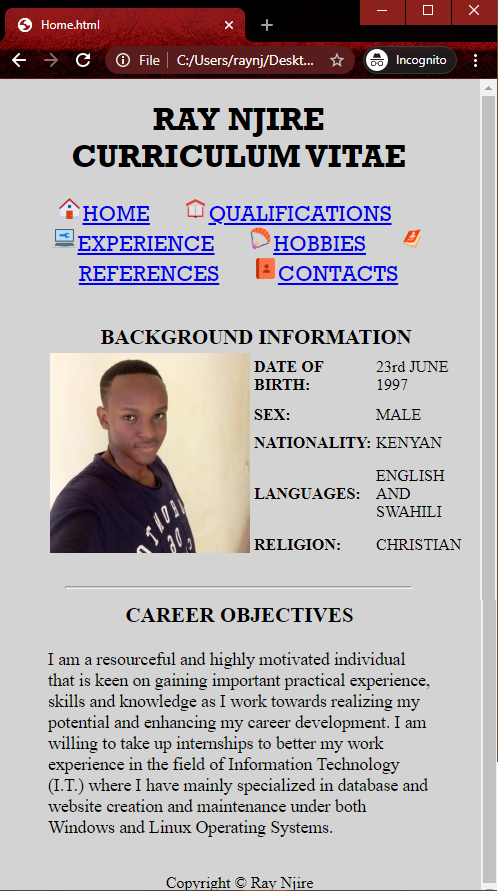 Home.html
File | C:/Users/raynj/Deskt... Incognito
RAY NJIRE
CURRICULUM VITAE
HOME QUALIFICATIONS
EXPERIENCE HOBBIES
REFERENCES CONTACTS
BACKGROUND INFORMATION
DATE OF BIRTH: 23rd JUNE 1997
SEX: MALE
NATIONALITY: KENYAN
LANGUAGES: ENGLISH AND SWAHILI
RELIGION: CHRISTIAN
CAREER OBJECTIVES
I am a resourceful and highly motivated individual
that is keen on gaining important practical experience,
skills and knowledge as I work towards realizing my
potential and enhancing my career development. I am
willing to take up internships to better my work
experience in the field of Information Technology
(I.T.) where I have mainly specialized in database and
website creation and maintenance under both
Windows and Linux Operating Systems.
Copyright © Ray Njire